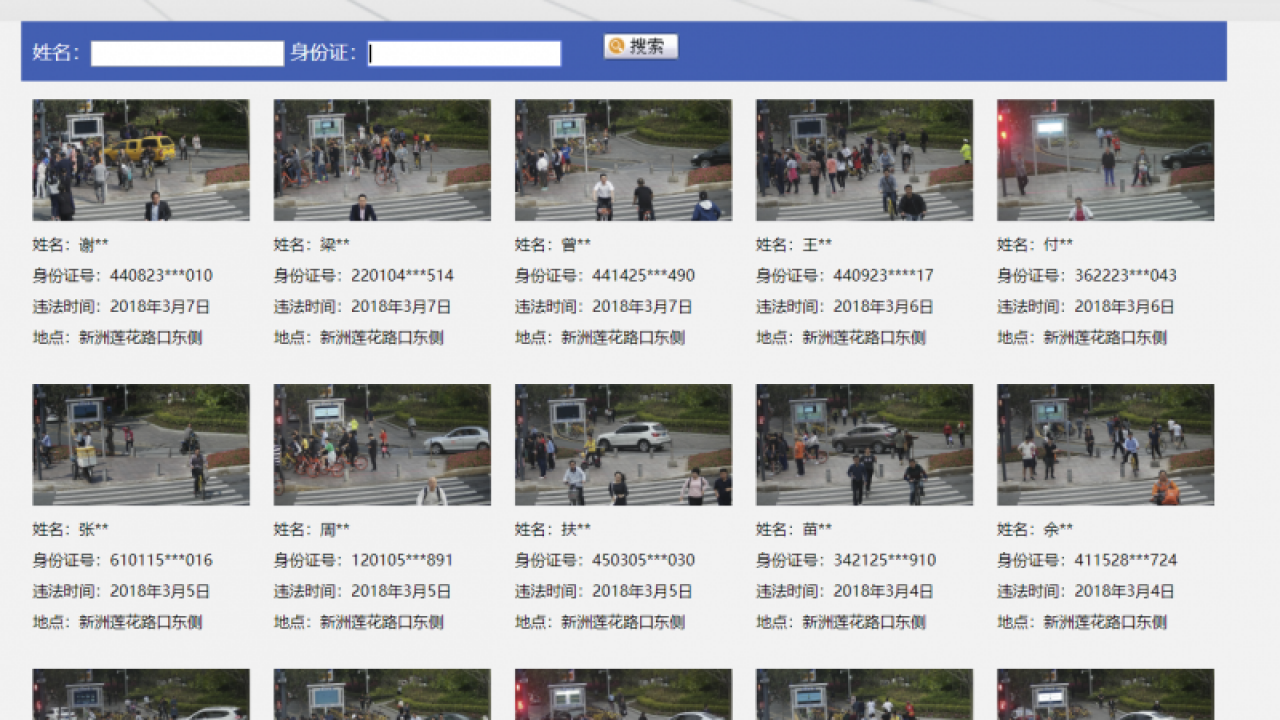 姓名： 身份证： 搜索
姓名：谢** 姓名：梁** 姓名：曾** 姓名：王** 姓名：付**
身份证号：440823***010 身份证号：220104***514 身份证号：441425***490 身份证号：440923****17 身份证号：362223***043
违法时间：2018年3月7日 违法时间：2018年3月7日 违法时间：2018年3月7日 违法时间：2018年3月6日 违法时间：2018年3月6日
地点：新洲莲花路口东侧 地点：新洲莲花路口东侧 地点：新洲莲花路口东侧 地点：新洲莲花路口东侧 地点：新洲莲花路口东侧
姓名：张** 姓名：周** 姓名：扶** 姓名：苗** 姓名：余**
身份证号：610115***016 身份证号：120105***891 身份证号：450305***030 身份证号：342125***910 身份证号：411528***724
违法时间：2018年3月5日 违法时间：2018年3月5日 违法时间：2018年3月5日 违法时间：2018年3月4日 违法时间：2018年3月4日
地点：新洲莲花路口东侧 地点：新洲莲花路口东侧 地点：新洲莲花路口东侧 地点：新洲莲花路口东侧 地点：新洲莲花路口东侧